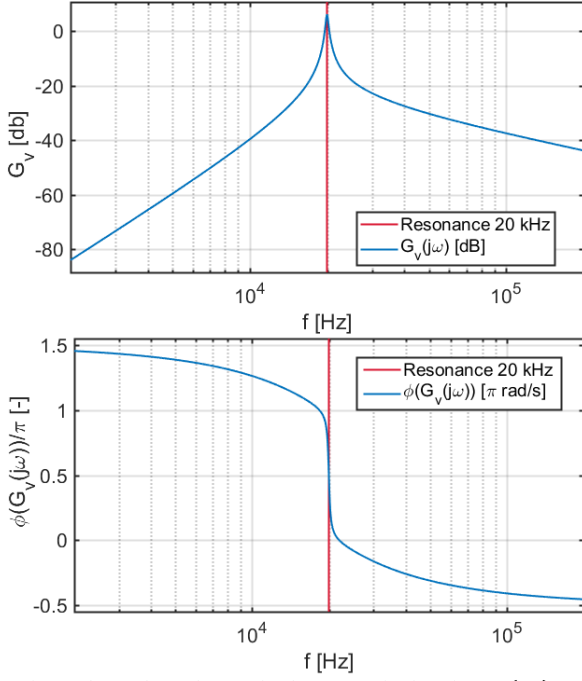 0
-20
-40
-60
-80
G_v [db]
10^4
10^5
f [Hz]
Resonance 20 kHz
G_v(jω) [dB]
1.5
1
0.5
0
-0.5
ϕ(G_v(jω))/π [-]
10^4
10^5
f [Hz]
Resonance 20 kHz
ϕ(G_v(jω)) [π rad/s]